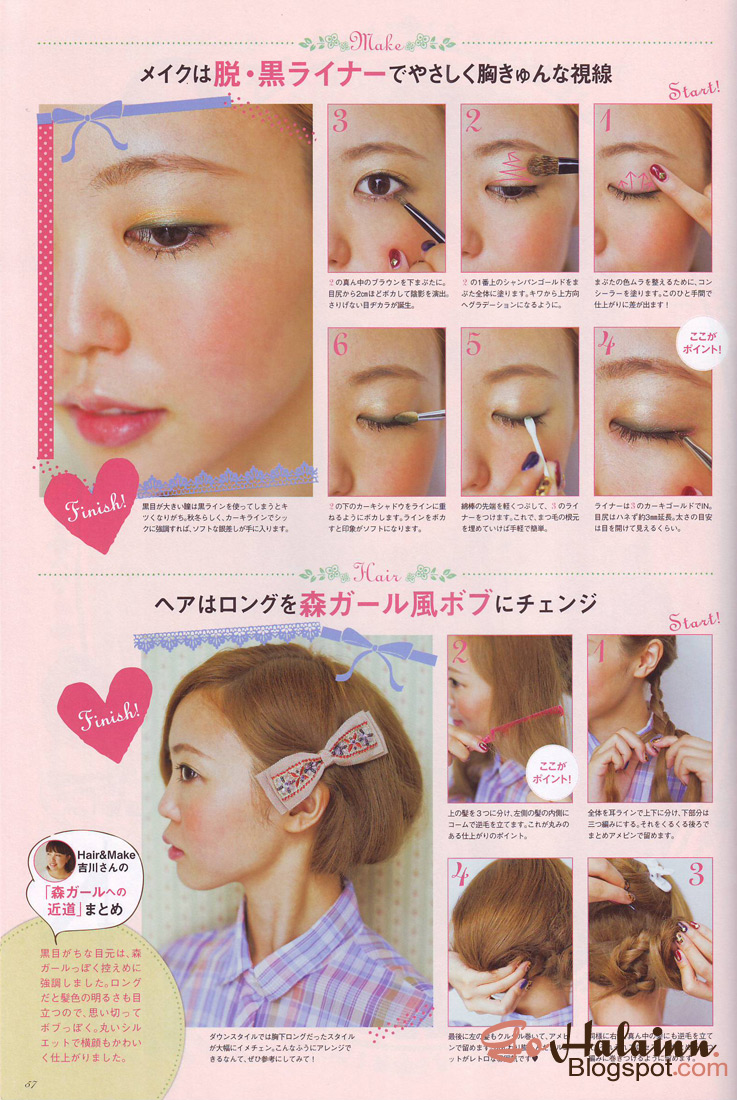 Make
メイクは脱・黒ライナーでやさしく胸きゅんな視線
Start!
1
まぶたの色ムラを整えるために、コン
シーラーを塗ります。このひと手間で
仕上がりに差が出ます！
2
2の1番上のシャンパンゴールドをま
ぶた全体に塗ります。キワから上方向
へグラデーションになるように。
3
2の真ん中のブラウンを下まぶたに。
目尻から2㎝ほどボカして陰影を演出。
さりげない目ヂカラが誕生。
ここが
ポイント！
4
ライナーは3のカーキゴールドでIN。
目尻はハネず約3㎜延長。太さの目安
は目を開けて見えるくらい。
5
綿棒の先端を軽くつぶして、3のライ
ナーをつけます。これで、まつ毛の根元
を埋めていけば手軽で簡単。
6
2の下のカーキシャドウをラインに重
ねるようにボカします。ラインをボカ
すと印象がソフトになります。
Finish!
黒目が大きい瞳は黒ラインを使ってしまうとキ
ツくなりがち。秋冬らしく、カーキラインでシッ
クに強調すれば、ソフトな眼差しが手に入ります。
Hair
ヘアはロングを森ガール風ボブにチェンジ
Start!
1
全体を耳ラインで上下に分け、下部分は
三つ編みにする。それをくるくる後ろで
まとめアメピンで留めます。
2
ここが
ポイント！
上の髪を3つに分け、左側の髪の内側に
コームで逆毛を立てます。これが丸みの
ある仕上がりのポイント。
3
4
Finish!
ダウンスタイルでは胸下ロングだったスタイル
が大幅にイメチェン。こんなふうにアレンジで
きるなんて、ぜひ参考にしてみて！
Hair&Make
吉川さんの
「森ガールへの
近道」まとめ
黒目がちな目元は、森
ガールっぽく控えめに
強調しました。ロング
だと髪色の明るさも目
立つので、思い切って
ボブっぽく。丸いシル
エットで横顔もかわい
く仕上がりました。
57
Blogspot.com